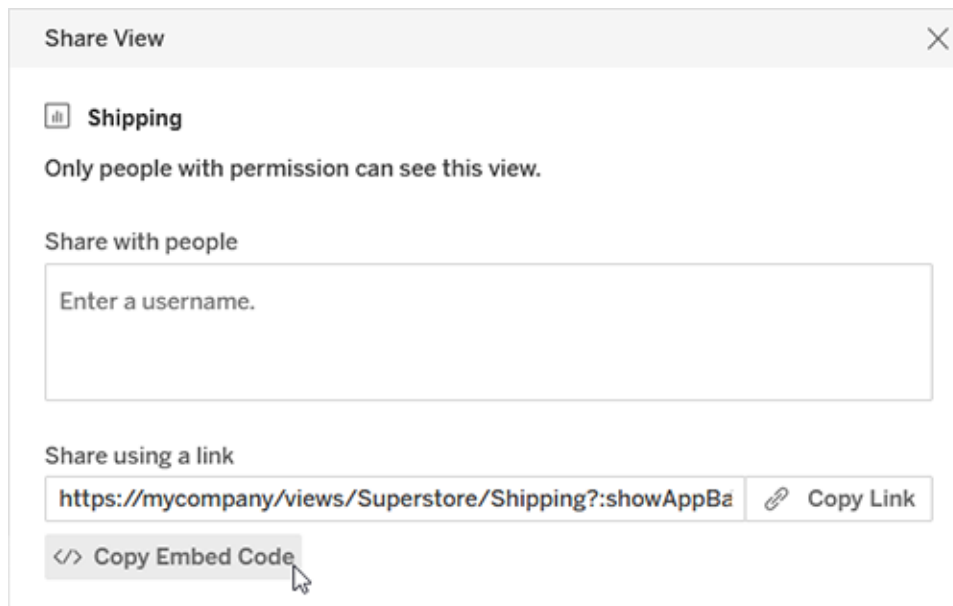 Share View
Shipping
Only people with permission can see this view.
Share with people
Enter a username.
Share using a link
https://mycompany/views/Superstore/Shipping?:showAppBa
Copy Link
</> Copy Embed Code